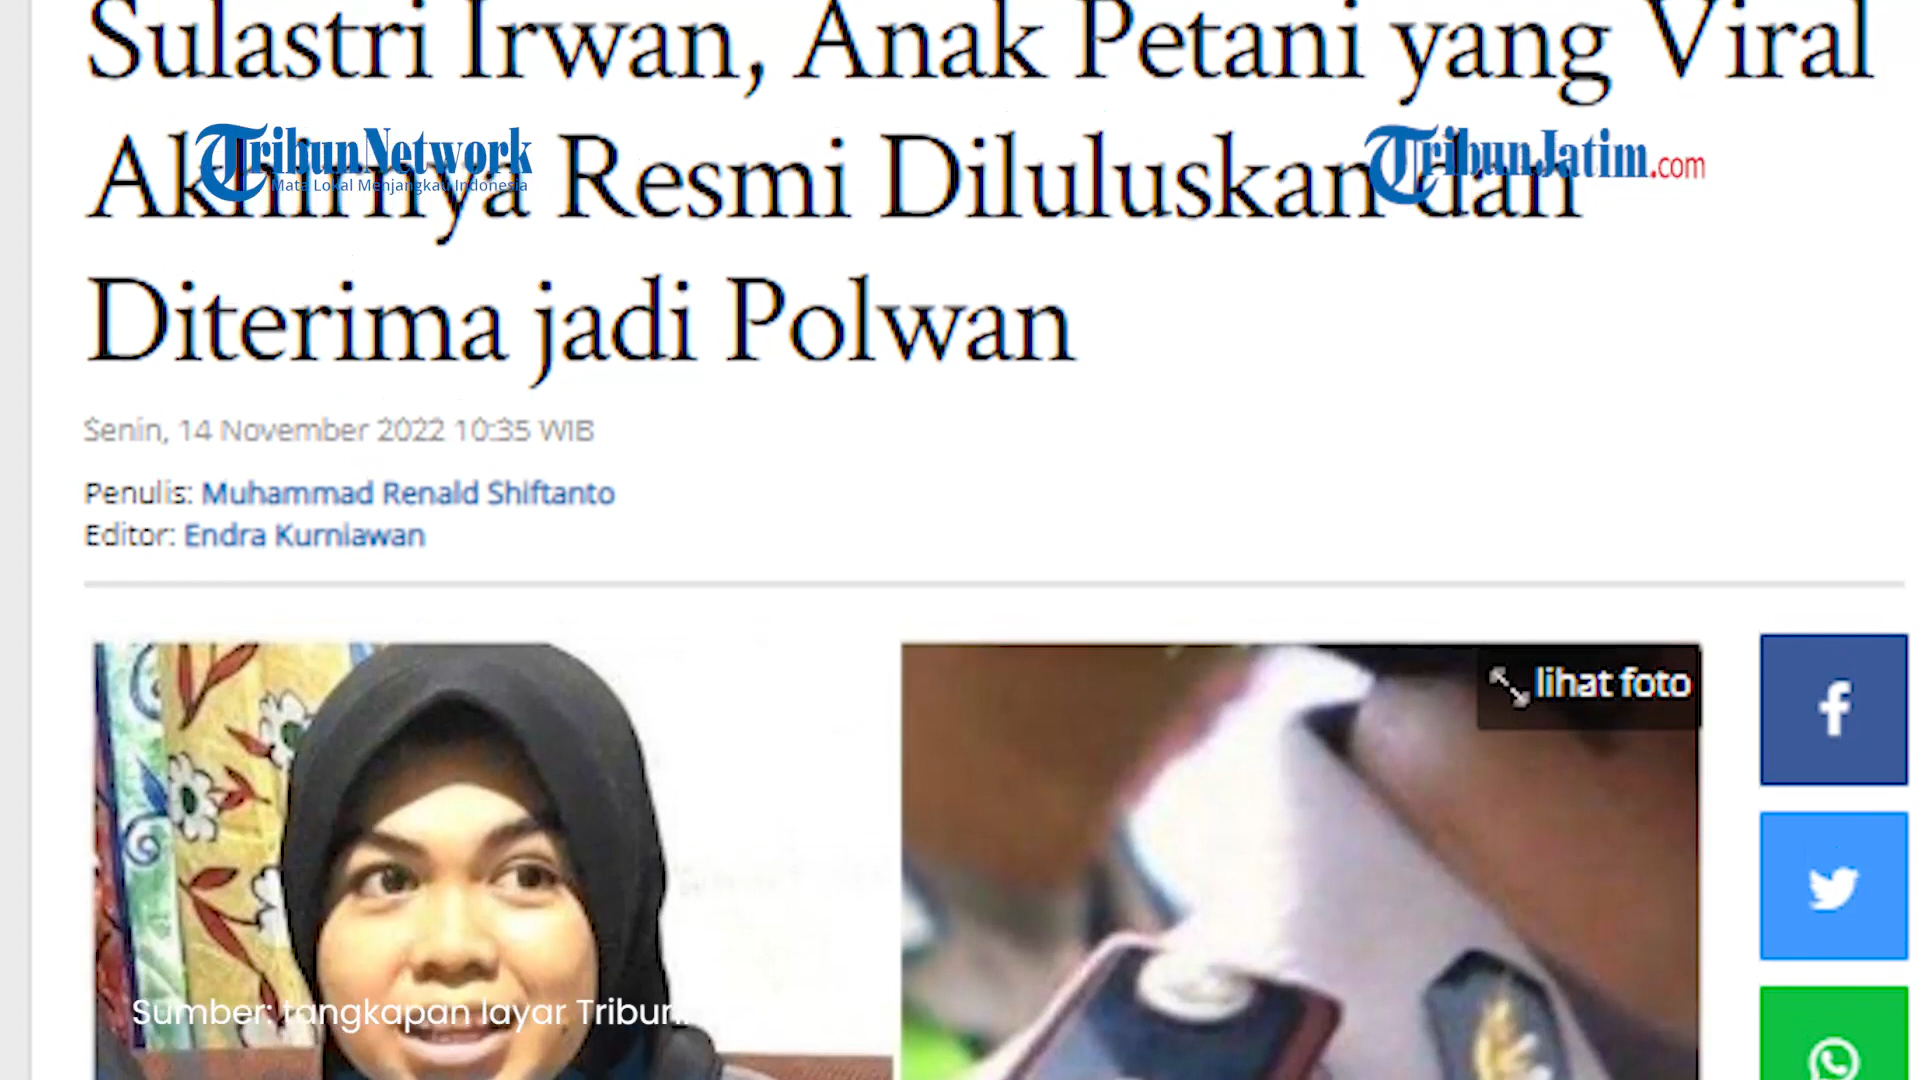 Sulastri Irwan, Anak Petani yang Viral
Akhirnya Resmi Diluluskan dan
TribunNetwork
Mata Lokal Menjangkau Indonesia
TribunJatim.com
Diterima jadi Polwan
Senin, 14 November 2022 10:35 WIB
Penulis: Muhammad Renald Shiftanto
Editor: Endra Kurniawan
lihat foto
Sumber: tangkapan layar Tribun